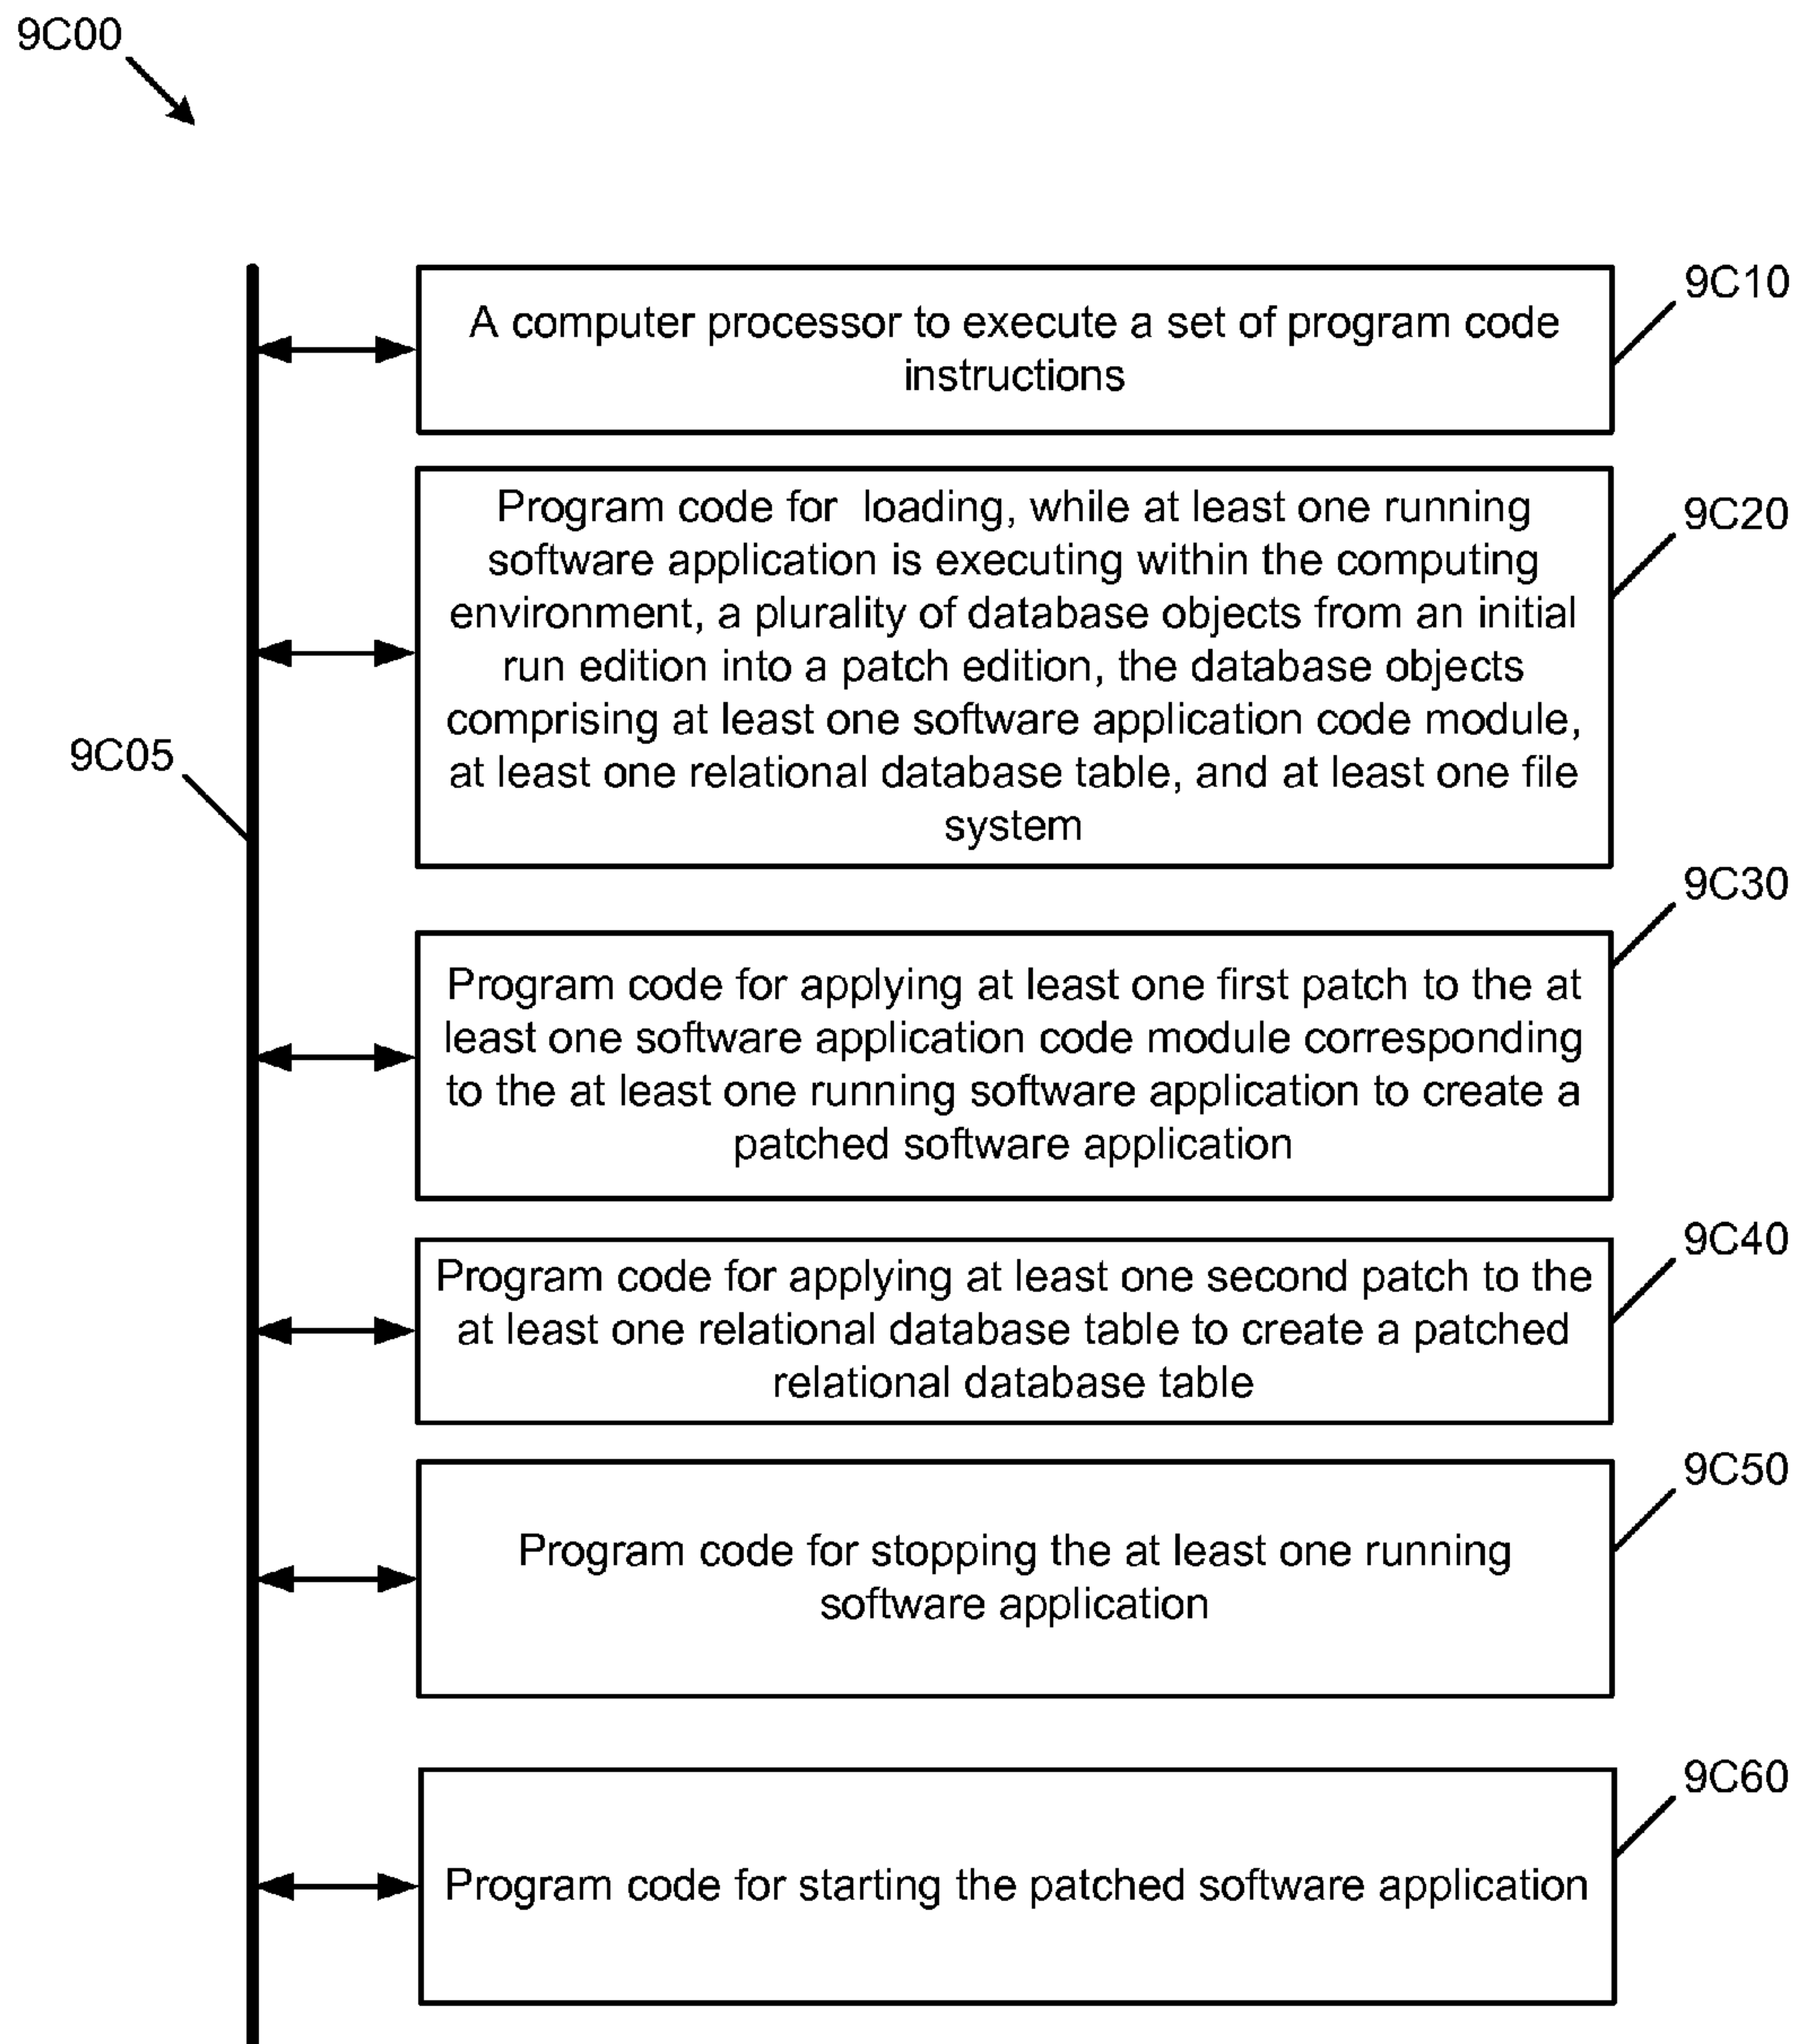 9C00
9C10
A computer processor to execute a set of program code
instructions
9C20
Program code for loading, while at least one running
software application is executing within the computing
environment, a plurality of database objects from an initial
run edition into a patch edition, the database objects
comprising at least one software application code module,
at least one relational database table, and at least one file
system
9C05
9C30
Program code for applying at least one first patch to the at
least one software application code module corresponding
to the at least one running software application to create a
patched software application
9C40
Program code for applying at least one second patch to the
at least one relational database table to create a patched
relational database table
9C50
Program code for stopping the at least one running
software application
9C60
Program code for starting the patched software application